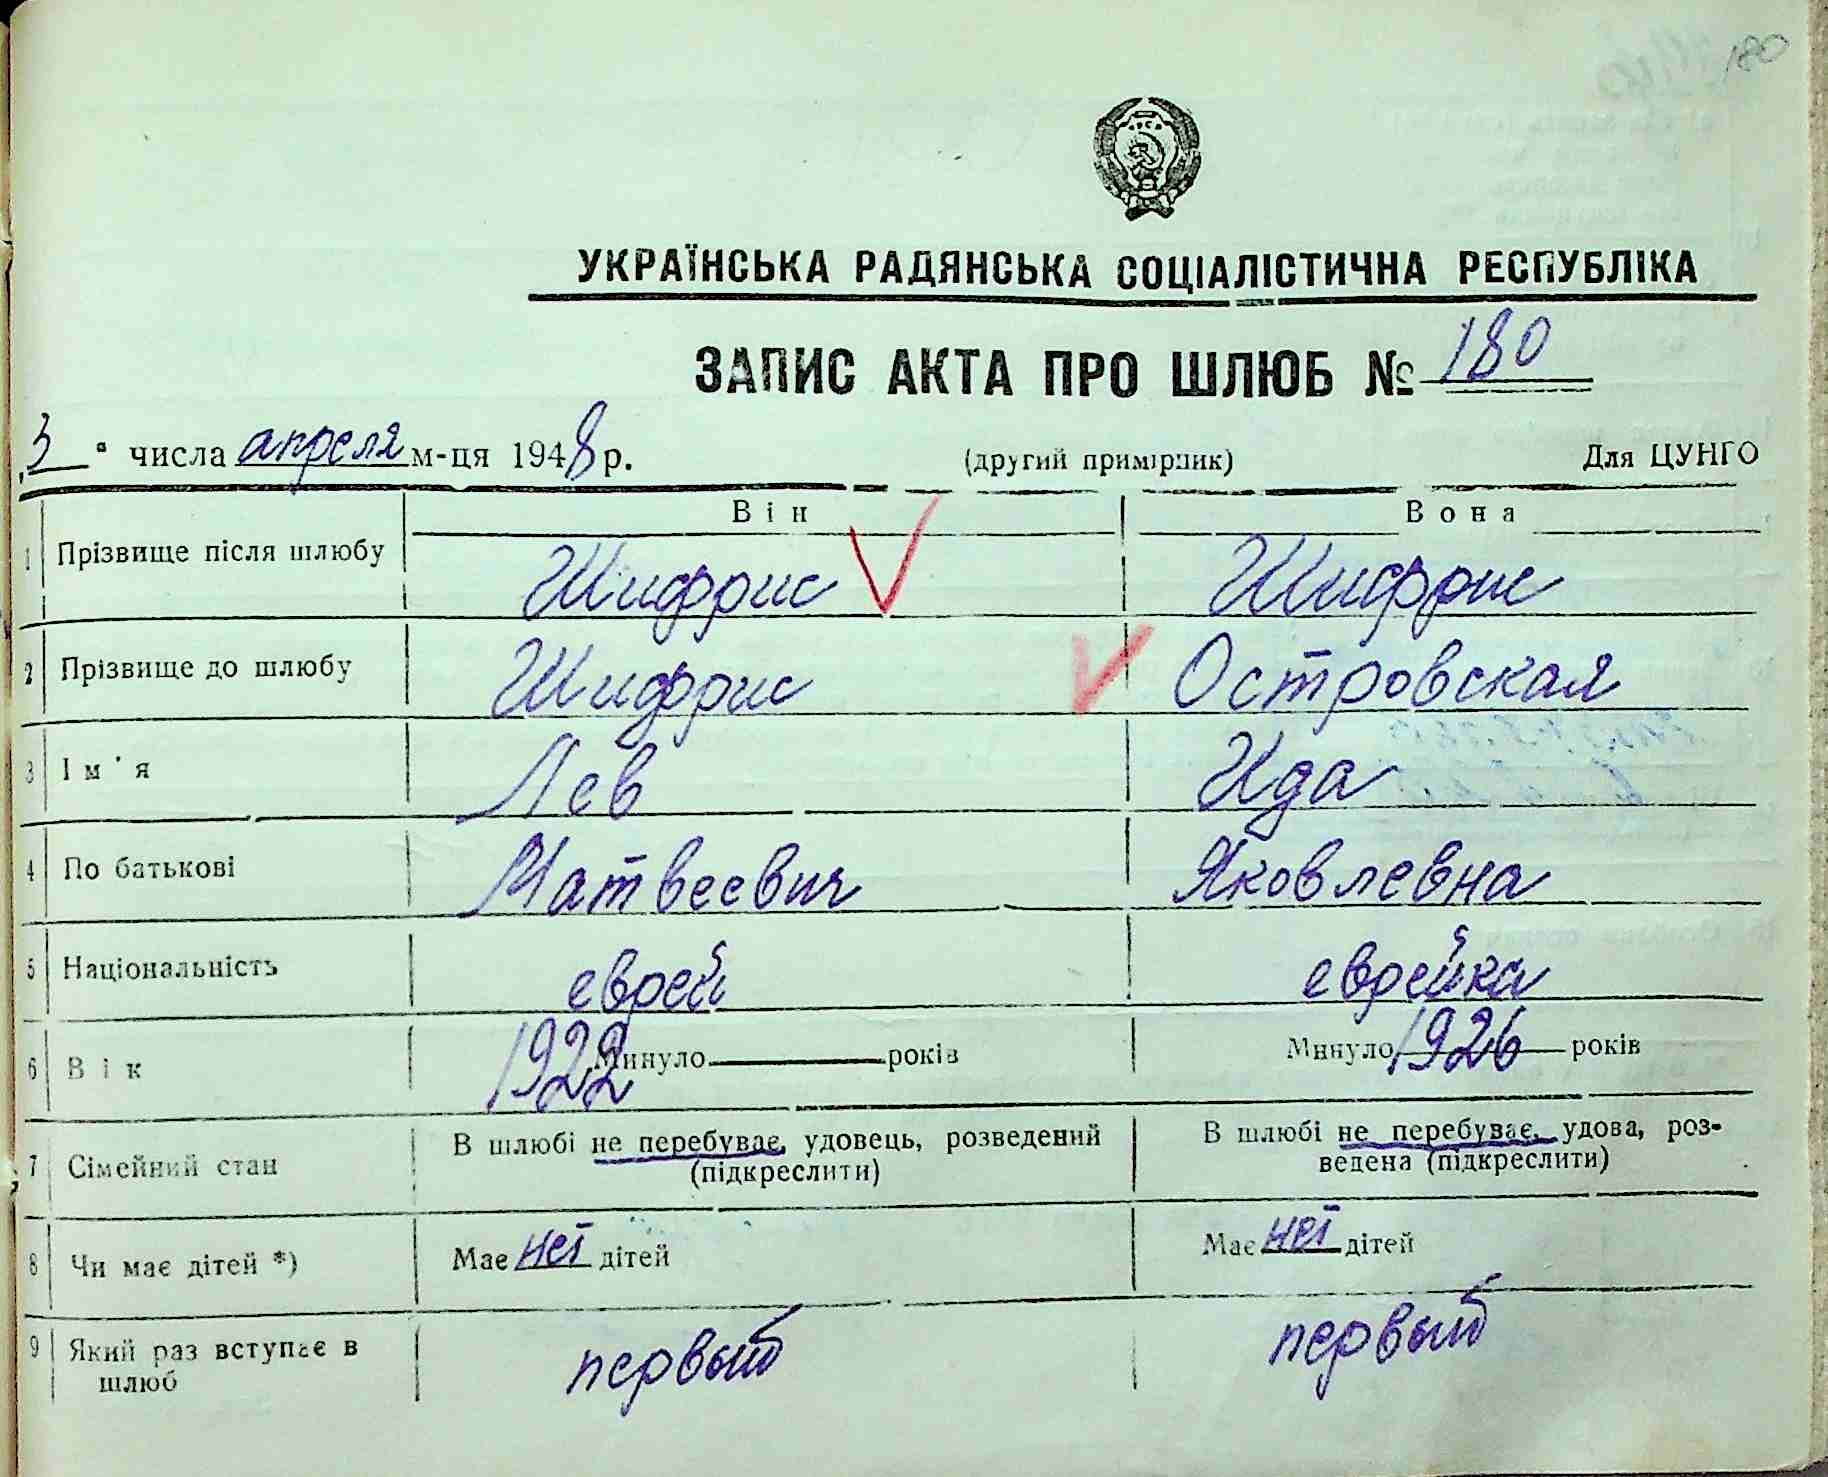 180
УКРАЇНСЬКА РАДЯНСЬКА СОЦІАЛІСТИЧНА РЕСПУБЛІКА
ЗАПИС АКТА ПРО ШЛЮБ № 180
„3" числа апреля м-ця 1948 р. (другий примірник) Для ЦУНГО
Він Вона
1 Прізвище після шлюбу Шифрис Шифрис
2 Прізвище до шлюбу Шифрис Островская
3 Ім'я Лев Ида
4 По батькові Матвеевич Яковлевна
5 Національність еврей еврейка
6 Вік 1922 Минуло років Минуло 1926 років
7 Сімейний стан В шлюбі не перебуває, удовець, розведений (підкреслити) В шлюбі не перебуває, удова, роз-
ведена (підкреслити)
8 Чи має дітей *) Має нет дітей Має нет дітей
9 Який раз вступає в шлюб первый первый